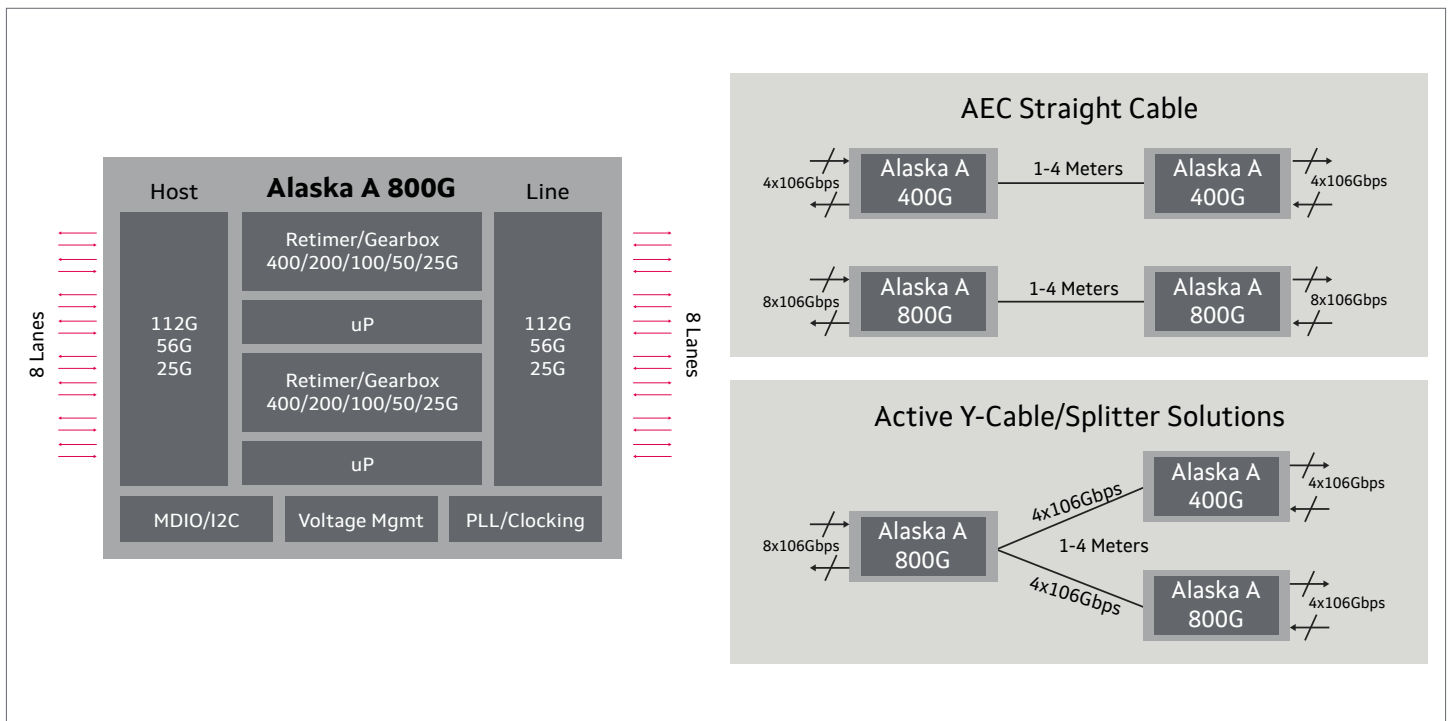 Host
Alaska A 800G
Line
8 Lanes
112G
56G
25G
Retimer/Gearbox
400/200/100/50/25G
uP
Retimer/Gearbox
400/200/100/50/25G
uP
112G
56G
25G
8 Lanes
MDIO/I2C
Voltage Mgmt
PLL/Clocking
AEC Straight Cable
4x106Gbps
Alaska A
400G
1-4 Meters
Alaska A
400G
4x106Gbps
8x106Gbps
Alaska A
800G
1-4 Meters
Alaska A
800G
8x106Gbps
Active Y-Cable/Splitter Solutions
8x106Gbps
Alaska A
800G
4x106Gbps
1-4 Meters
4x106Gbps
Alaska A
400G
4x106Gbps
Alaska A
800G
4x106Gbps